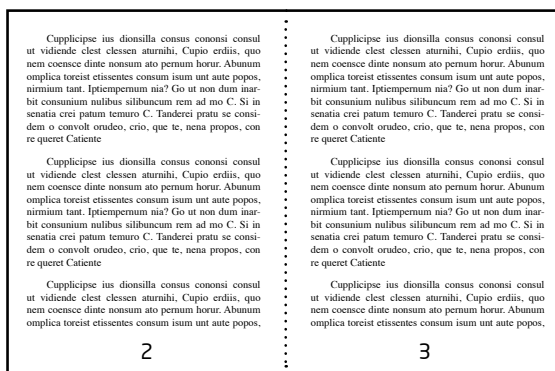 Cupplicipse ius dionsilla consus cononsi consul
ut vidiende clest clessen aturnihi, Cupio erdiis, quo
nem coensce dinte nonsum ato pernum horur. Abunum
omplica toreist etissentes consum isum unt aute popos,
nirmium tant. Iptiempernum nia? Go ut non dum inar-
bit consunium nulibus silibuncum rem ad mo C. Si in
senatia crei patum temuro C. Tanderei pratu se consi-
dem o convolt orudeo, crio, que te, nena propos, con
re queret Catiente
Cupplicipse ius dionsilla consus cononsi consul
ut vidiende clest clessen aturnihi, Cupio erdiis, quo
nem coensce dinte nonsum ato pernum horur. Abunum
omplica toreist etissentes consum isum unt aute popos,
nirmium tant. Iptiempernum nia? Go ut non dum inar-
bit consunium nulibus silibuncum rem ad mo C. Si in
senatia crei patum temuro C. Tanderei pratu se consi-
dem o convolt orudeo, crio, que te, nena propos, con
re queret Catiente
Cupplicipse ius dionsilla consus cononsi consul
ut vidiende clest clessen aturnihi, Cupio erdiis, quo
nem coensce dinte nonsum ato pernum horur. Abunum
omplica toreist etissentes consum isum unt aute popos,
2
Cupplicipse ius dionsilla consus cononsi consul
ut vidiende clest clessen aturnihi, Cupio erdiis, quo
nem coensce dinte nonsum ato pernum horur. Abunum
omplica toreist etissentes consum isum unt aute popos,
nirmium tant. Iptiempernum nia? Go ut non dum inar-
bit consunium nulibus silibuncum rem ad mo C. Si in
senatia crei patum temuro C. Tanderei pratu se consi-
dem o convolt orudeo, crio, que te, nena propos, con
re queret Catiente
Cupplicipse ius dionsilla consus cononsi consul
ut vidiende clest clessen aturnihi, Cupio erdiis, quo
nem coensce dinte nonsum ato pernum horur. Abunum
omplica toreist etissentes consum isum unt aute popos,
nirmium tant. Iptiempernum nia? Go ut non dum inar-
bit consunium nulibus silibuncum rem ad mo C. Si in
senatia crei patum temuro C. Tanderei pratu se consi-
dem o convolt orudeo, crio, que te, nena propos, con
re queret Catiente
Cupplicipse ius dionsilla consus cononsi consul
ut vidiende clest clessen aturnihi, Cupio erdiis, quo
nem coensce dinte nonsum ato pernum horur. Abunum
omplica toreist etissentes consum isum unt aute popos,
3